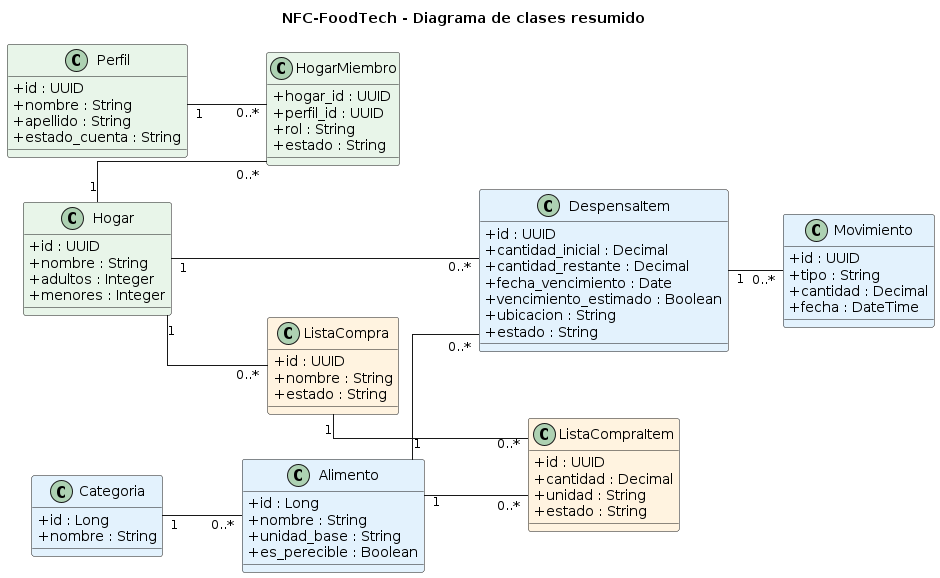 NFC-FoodTech - Diagrama de clases resumido
C Perfil
+id : UUID
+nombre : String
+apellido : String
+estado_cuenta : String
1
0..*
C HogarMiembro
+hogar_id : UUID
+perfil_id : UUID
+rol : String
+estado : String
0..*
1
C Hogar
+id : UUID
+nombre : String
+adultos : Integer
+menores : Integer
1
0..*
C DespensaItem
+id : UUID
+cantidad_inicial : Decimal
+cantidad_restante : Decimal
+fecha_vencimiento : Date
+vencimiento_estimado : Boolean
+ubicacion : String
+estado : String
1
0..*
C Movimiento
+id : UUID
+tipo : String
+cantidad : Decimal
+fecha : DateTime
1
0..*
C ListaCompra
+id : UUID
+nombre : String
+estado : String
0..*
1
1
0..*
C ListaCompraItem
+id : UUID
+cantidad : Decimal
+unidad : String
+estado : String
C Categoria
+id : Long
+nombre : String
1
0..*
C Alimento
+id : Long
+nombre : String
+unidad_base : String
+es_perecible : Boolean
1
0..*